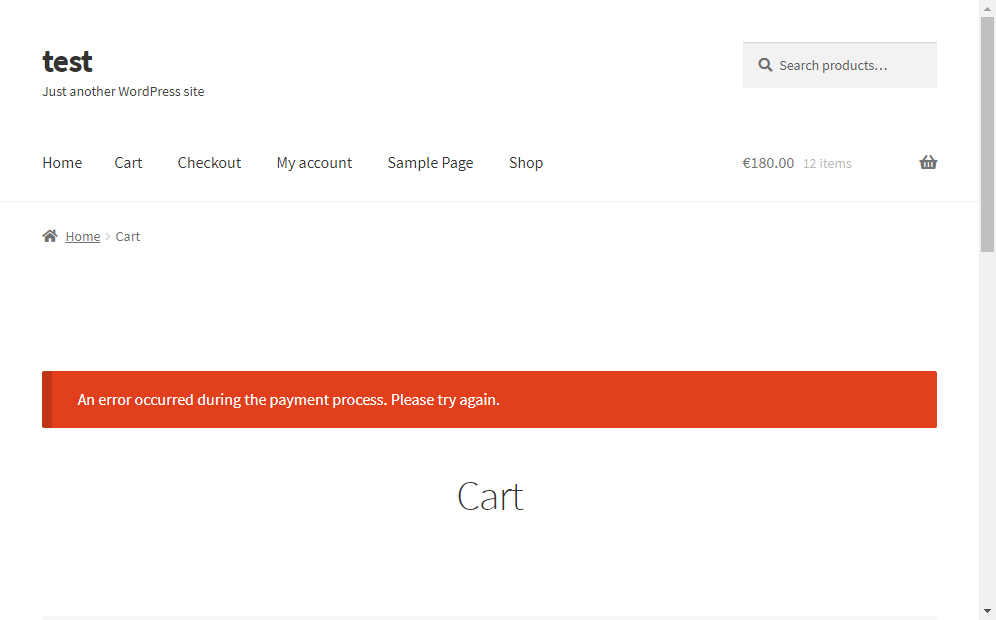 test
Just another WordPress site
Search products…
Home Cart Checkout My account Sample Page Shop
€180.00 12 items
Home Cart
An error occurred during the payment process. Please try again.
Cart